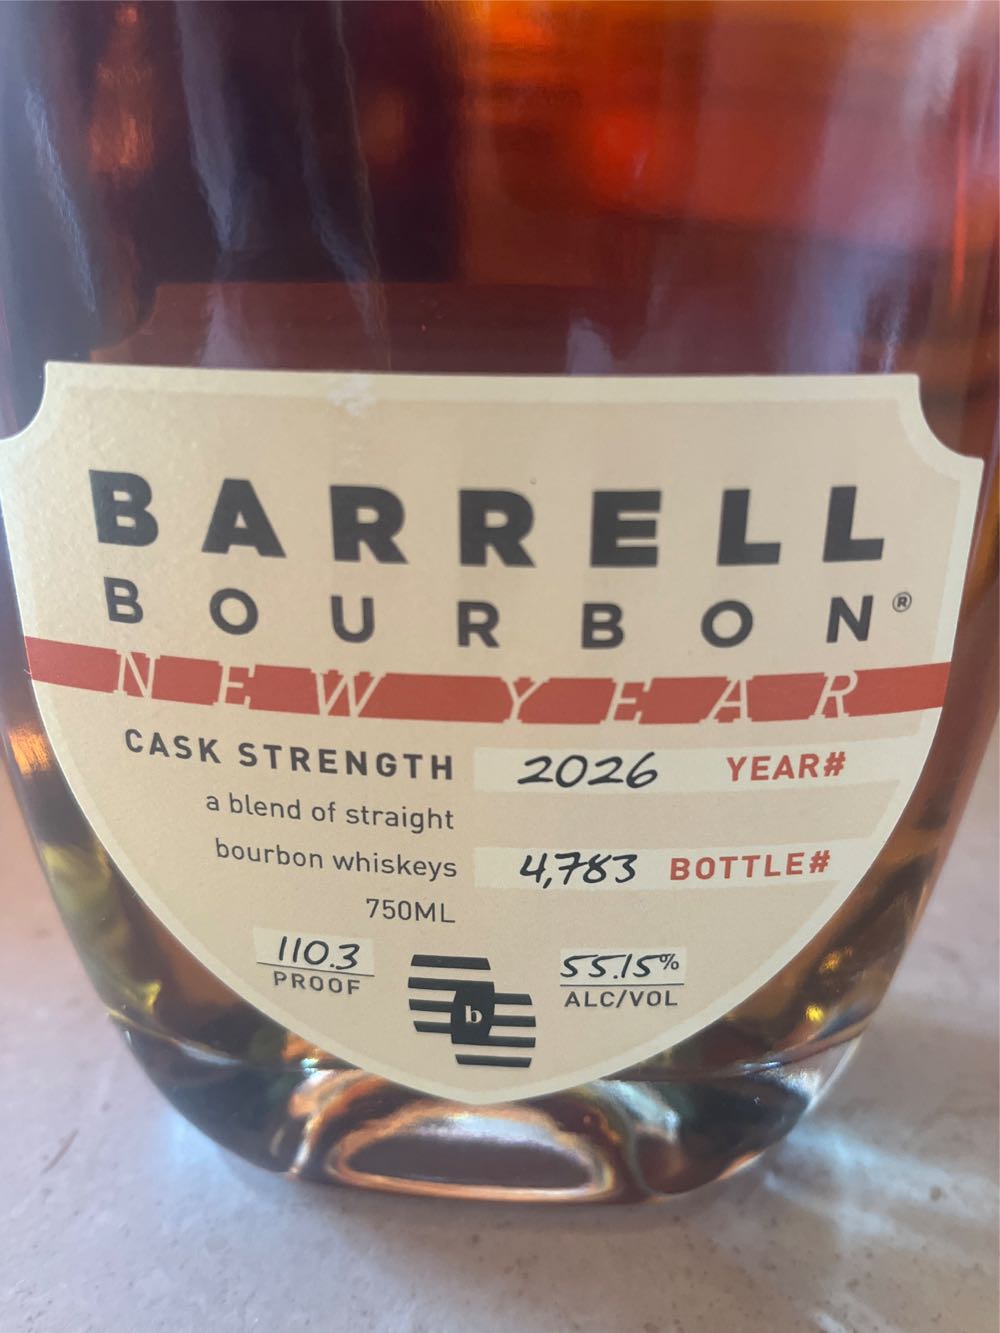 BARRELL
BOURBON®
NEW YEAR
CASK STRENGTH
a blend of straight
bourbon whiskeys
750ML
2026 YEAR#
4,783 BOTTLE#
110.3
PROOF
b
55.15%
ALC/VOL